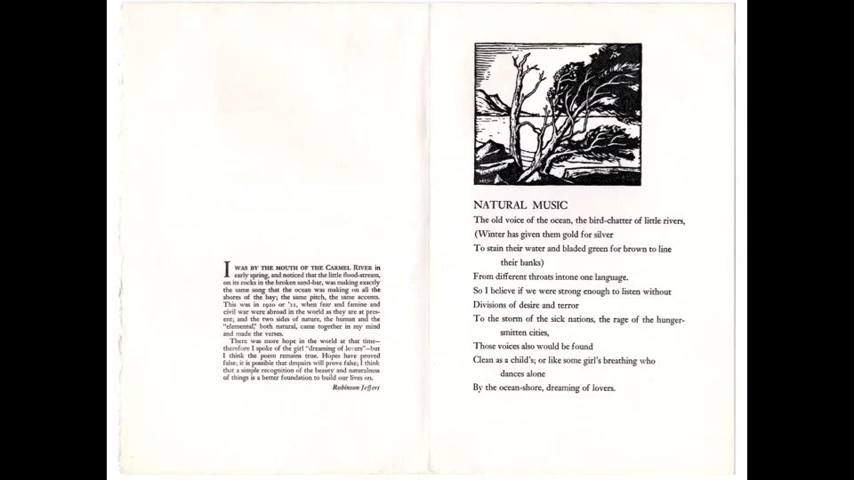 I WAS BY THE MOUTH OF THE CARMEL RIVER in
early spring, and noticed that the little flood-stream,
on its rocks in the broken sand-bar, was making exactly
the same song that the ocean was making on all the
shores of the bay; the same pitch, the same accents.
This was in 1920 or '21, when fear and famine and
civil war were abroad in the world as they are at pres-
ent; and the two sides of nature, the human and the
"elemental," both natural, came together in my mind
and made the verses.
There was more hope in the world at that time—
therefore I spoke of the girl "dreaming of lovers"—but
I think the poem remains true. Hopes have proved
false; it is possible that despairs will prove false; I think
that a simple recognition of the beauty and naturalness
of things is a better foundation to build our lives on.
Robinson Jeffers
NATURAL MUSIC
The old voice of the ocean, the bird-chatter of little rivers,
(Winter has given them gold for silver
To stain their water and bladed green for brown to line
their banks)
From different throats intone one language.
So I believe if we were strong enough to listen without
Divisions of desire and terror
To the storm of the sick nations, the rage of the hunger-
smitten cities,
Those voices also would be found
Clean as a child's; or like some girl's breathing who
dances alone
By the ocean-shore, dreaming of lovers.